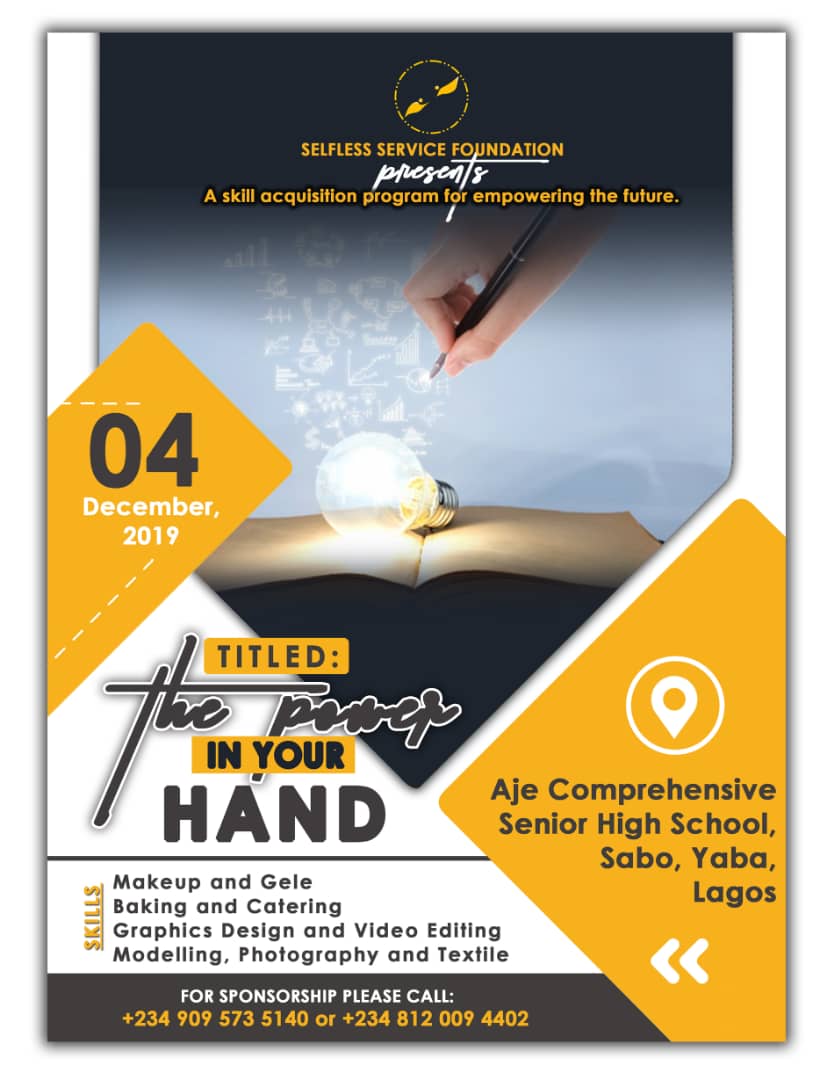 SELFLESS SERVICE FOUNDATION
presents
A skill acquisition program for empowering the future.
04
December,
2019
TITLED:
the power
IN YOUR
HAND
Aje Comprehensive
Senior High School,
Sabo, Yaba,
Lagos
SKILLS
Makeup and Gele
Baking and Catering
Graphics Design and Video Editing
Modelling, Photography and Textile
FOR SPONSORSHIP PLEASE CALL:
+234 909 573 5140 or +234 812 009 4402